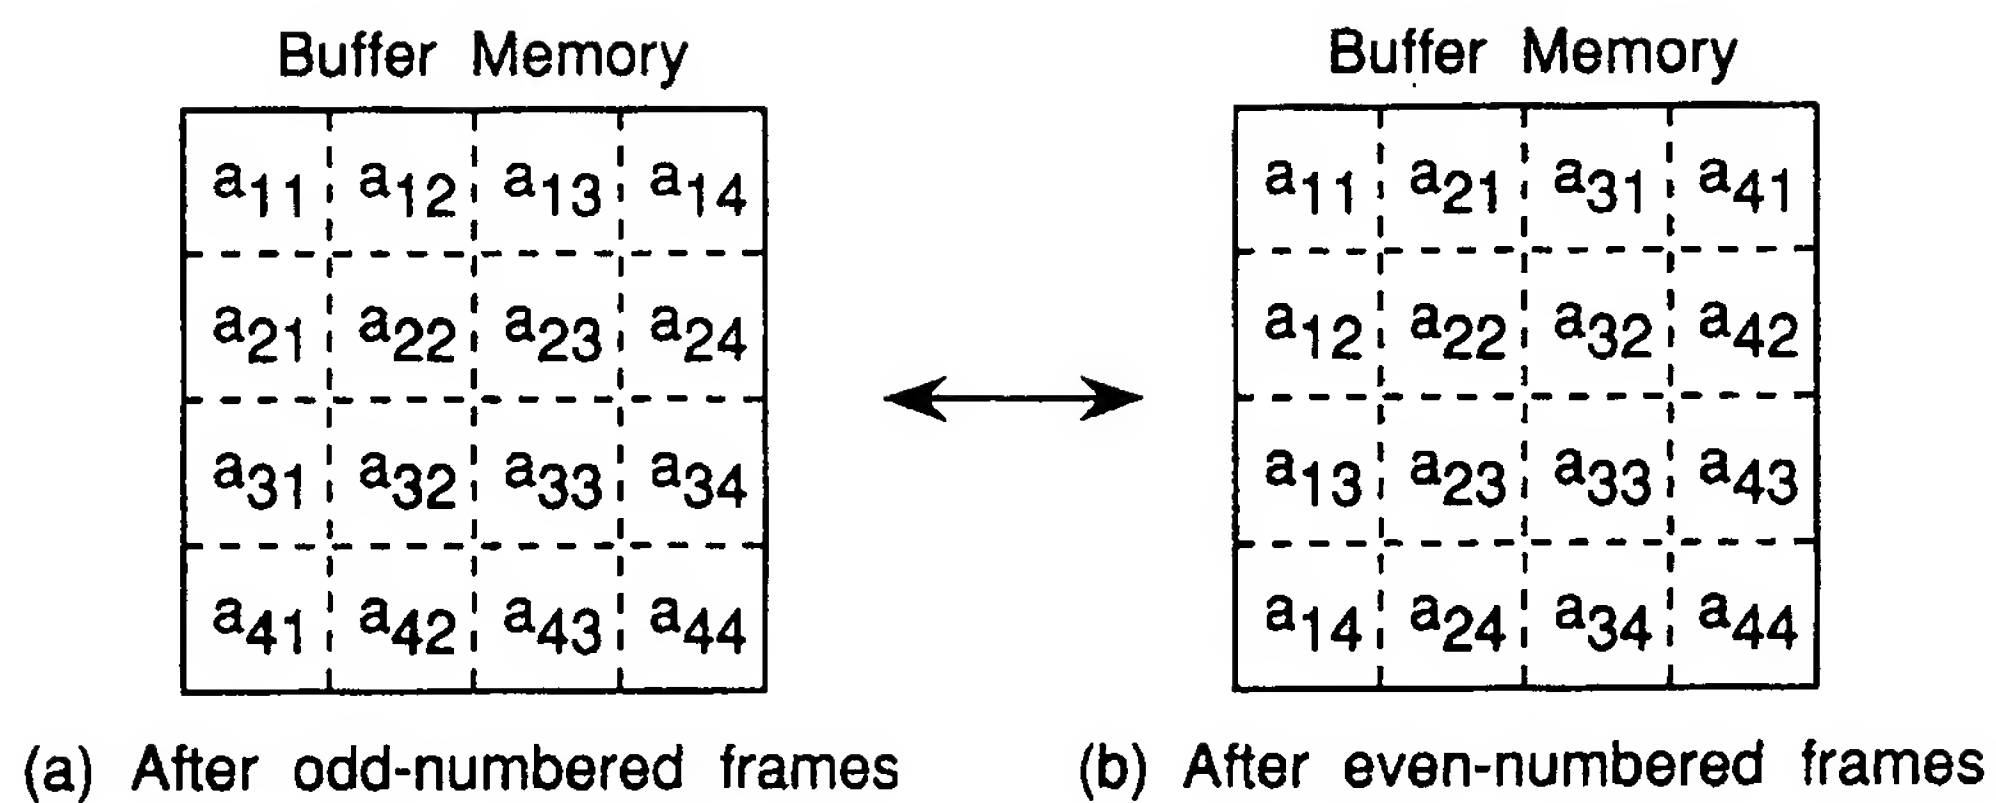 Buffer Memory
a11 a12 a13 a14
a21 a22 a23 a24
a31 a32 a33 a34
a41 a42 a43 a44
(a) After odd-numbered frames
Buffer Memory
a11 a21 a31 a41
a12 a22 a32 a42
a13 a23 a33 a43
a14 a24 a34 a44
(b) After even-numbered frames